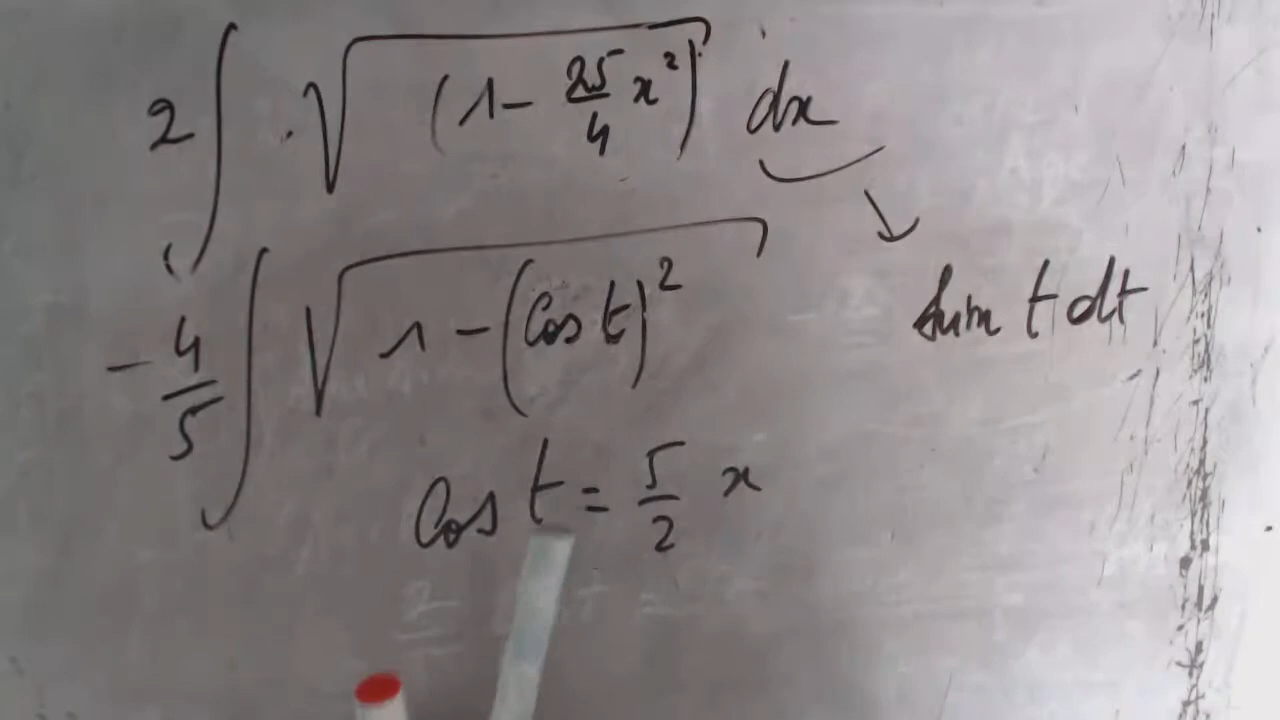 2∫ √(1 - 25/4 x²) dx
-4/5 ∫ √1 - (cos t)² sin t dt
cos t = 5/2 x